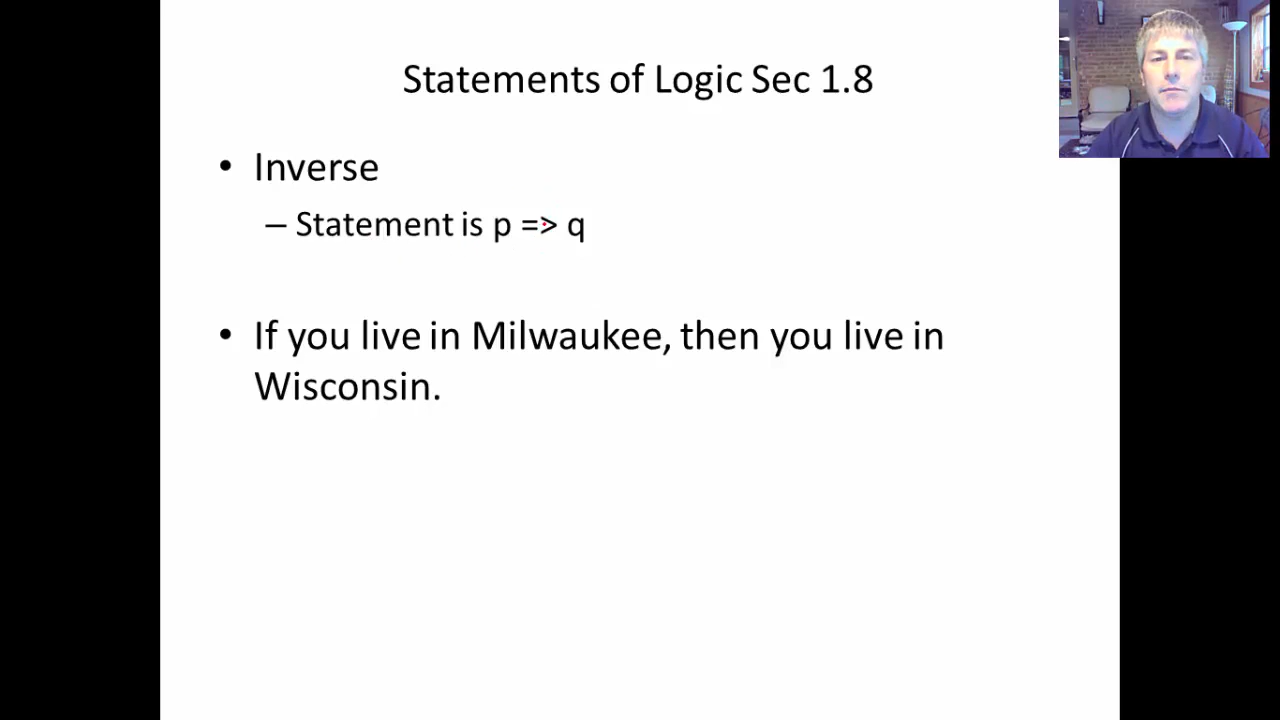 Statements of Logic Sec 1.8
• Inverse
– Statement is p => q
• If you live in Milwaukee, then you live in
Wisconsin.